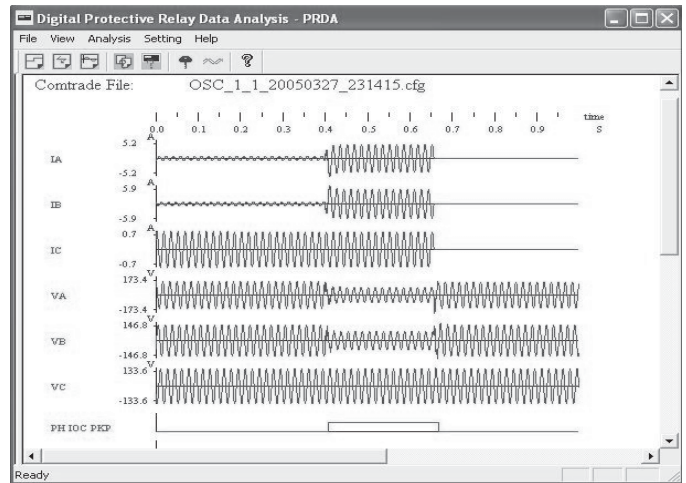 Digital Protective Relay Data Analysis - PRDA
File View Analysis Setting Help
Comtrade File: OSC_1_1_20050327_231415.cfg
time
0.0 0.1 0.2 0.3 0.4 0.5 0.6 0.7 0.8 0.9 S
A
5.2
IA
-5.2
A
5.9
IB
-5.9
A
0.7
IC
-0.7
V
173.4
VA
-173.4
V
146.8
VB
-146.8
V
133.6
VC
-133.6
PH IOC PKP
Ready